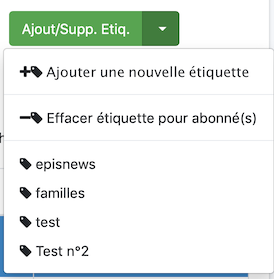 Ajout/Supp. Etiq.
Ajouter une nouvelle étiquette
Effacer étiquette pour abonné(s)
episnews
familles
test
Test n°2